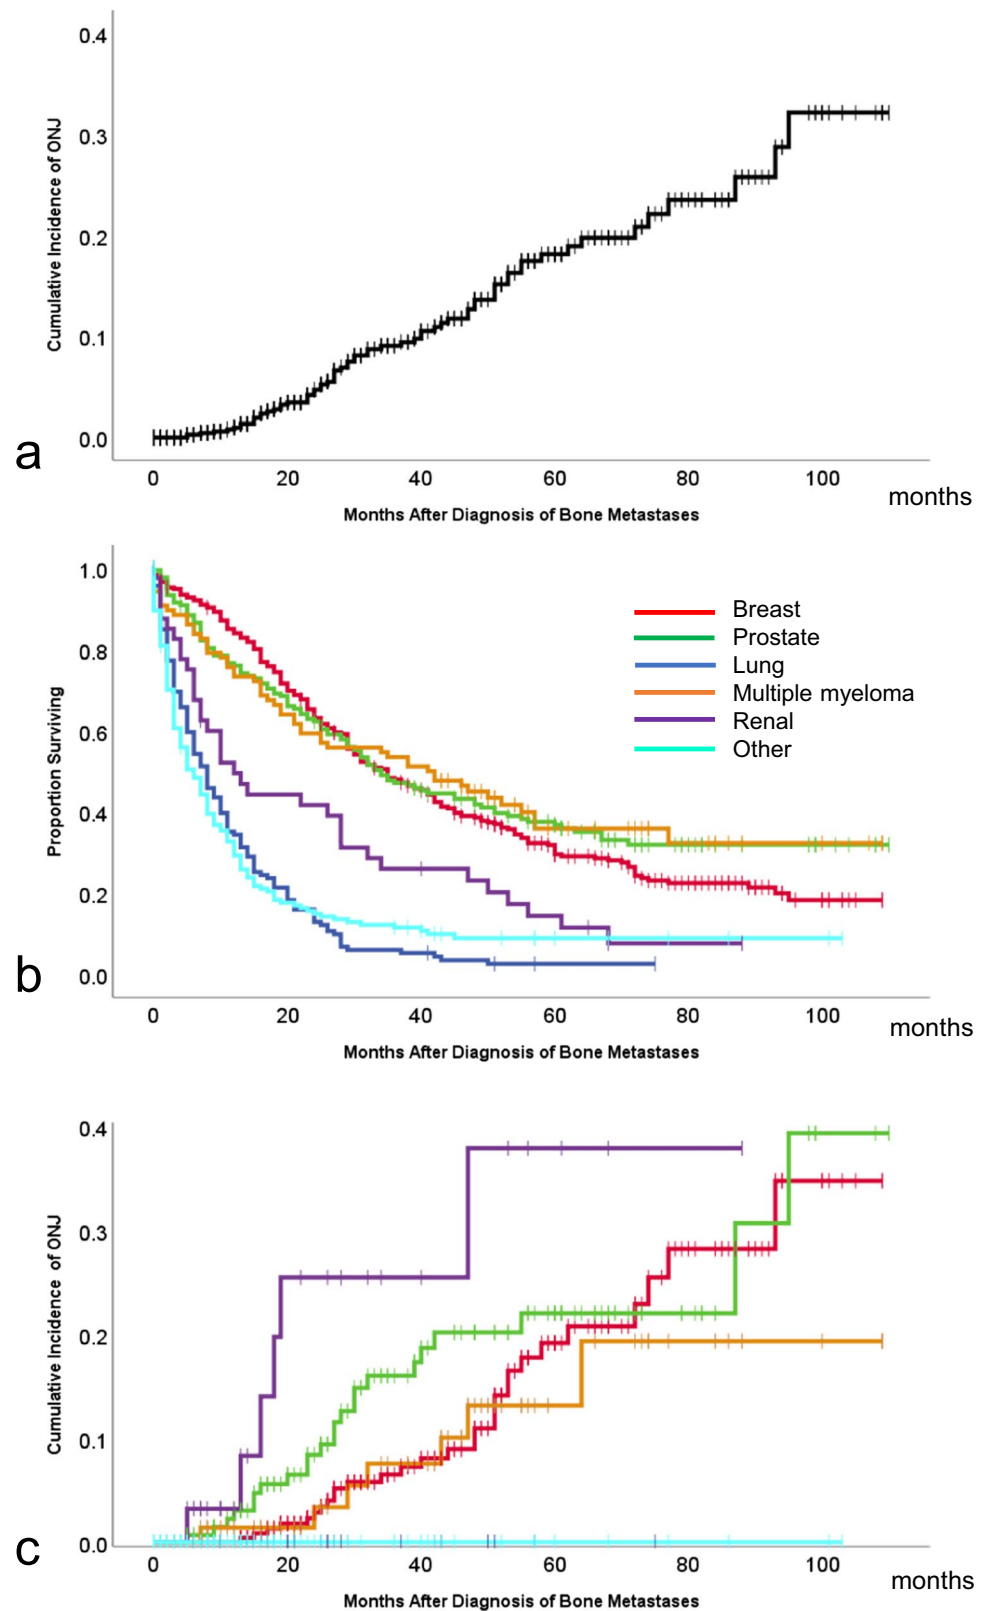 0.4
0.3
0.2
0.1
0.0
Cumulative Incidence of ONJ
a
0 20 40 60 80 100
months
Months After Diagnosis of Bone Metastases
1.0
0.8
0.6
0.4
0.2
0.0
Proportion Surviving
Breast
Prostate
Lung
Multiple myeloma
Renal
Other
b
0 20 40 60 80 100
months
Months After Diagnosis of Bone Metastases
0.4
0.3
0.2
0.1
0.0
Cumulative Incidence of ONJ
c
0 20 40 60 80 100
months
Months After Diagnosis of Bone Metastases